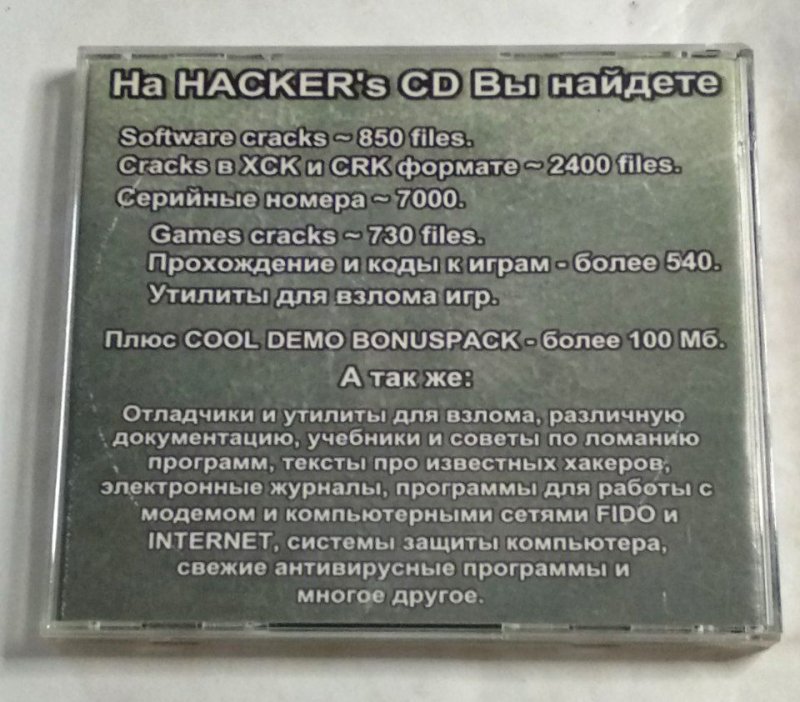 На HACKER's CD Вы найдете
Software cracks ~ 850 files.
Cracks в XCK и CRK формате ~ 2400 files.
Серийные номера ~ 7000.
Games cracks ~ 730 files.
Прохождение и коды к играм - более 540.
Утилиты для взлома игр.
Плюс COOL DEMO BONUSPACK - более 100 Мб.
А так же:
Отладчики и утилиты для взлома, различную
документацию, учебники и советы по ломанию
программ, тексты про известных хакеров,
электронные журналы, программы для работы с
модемом и компьютерными сетями FIDO и
INTERNET, системы защиты компьютера,
свежие антивирусные программы и
многое другое.